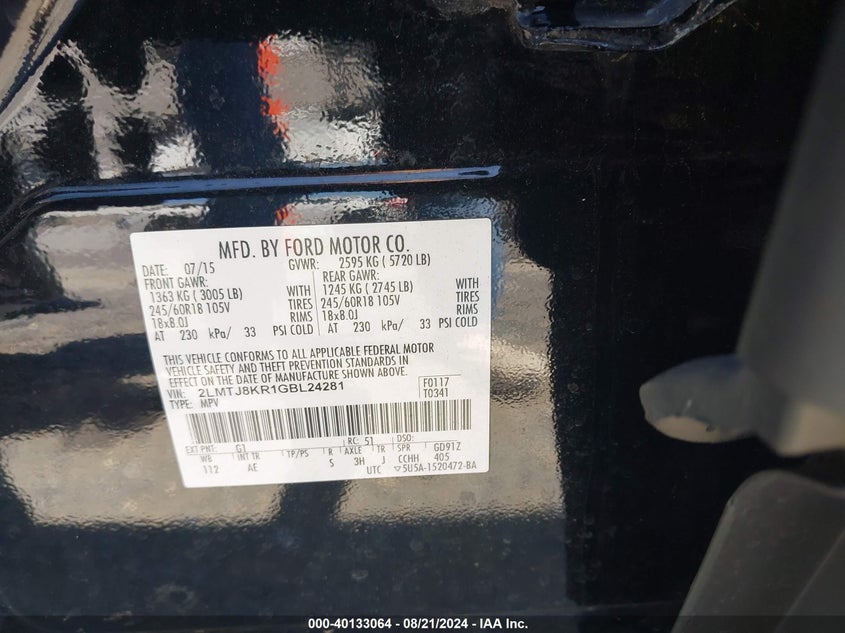 MFD. BY FORD MOTOR CO.
DATE: 07/15 GVWR: 2595 KG ( 5720 LB)
FRONT GAWR: REAR GAWR:
1363 KG ( 3005 LB) WITH 1245 KG ( 2745 LB) WITH
245/60R18 105V TIRES 245/60R18 105V TIRES
18x8.0J RIMS 18x8.0J RIMS
AT 230 kPa/ 33 PSI COLD AT 230 kPa/ 33 PSI COLD
THIS VEHICLE CONFORMS TO ALL APPLICABLE FEDERAL MOTOR
VEHICLE SAFETY AND THEFT PREVENTION STANDARDS IN
EFFECT ON THE DATE OF MANUFACTURE SHOWN ABOVE.
VIN: 2LMTJ8KR1GBL24281 F0117
TYPE: MPV T0341
EXT PNT: G1 RC: 51 DSO:
WB INT TR TP/PS R AXLE TR SPR GD91Z
112 AE S 3H J CCHH 405
UTC ▽5U5A-1520472-BA
000-40133064 / 08/21/2024 - IAA Inc.